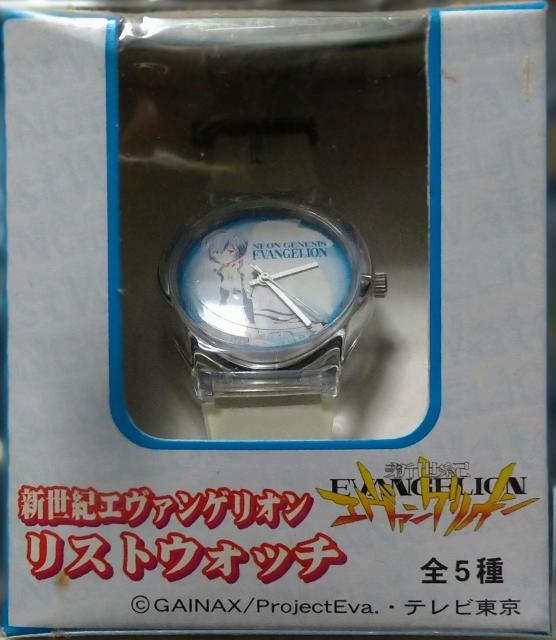 NEON GENESIS
EVANGELION
新世紀エヴァンゲリオン
リストウォッチ
新世紀
EVANGELION
エヴァンゲリオン
全5種
©GAINAX/ProjectEva.・テレビ東京